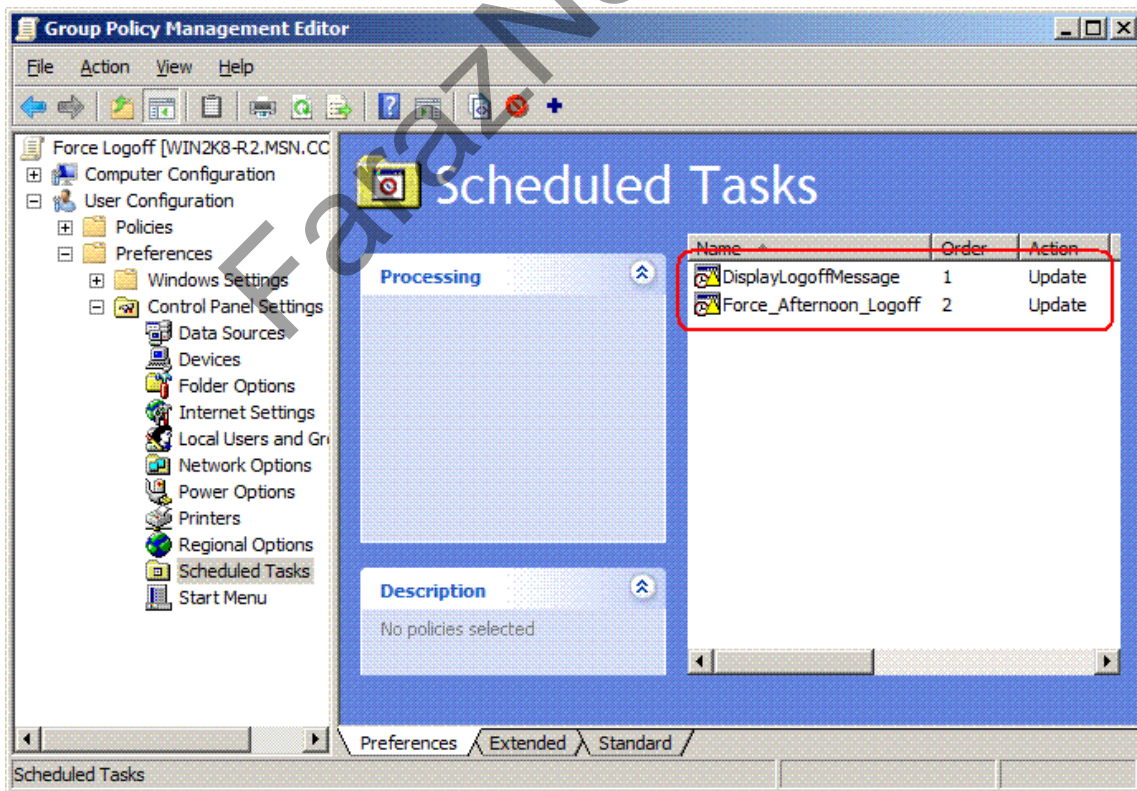 Group Policy Management Editor
File Action View Help
Force Logoff [WIN2K8-R2.MSN.CO
Computer Configuration
User Configuration
Policies
Preferences
Windows Settings
Control Panel Settings
Data Sources
Devices
Folder Options
Internet Settings
Local Users and Gr
Network Options
Power Options
Printers
Regional Options
Scheduled Tasks
Start Menu
Scheduled Tasks
Processing
Description
No policies selected
Name Order Action
DisplayLogoffMessage 1 Update
Force_Afternoon_Logoff 2 Update
Preferences Extended Standard
Scheduled Tasks
FarazNe